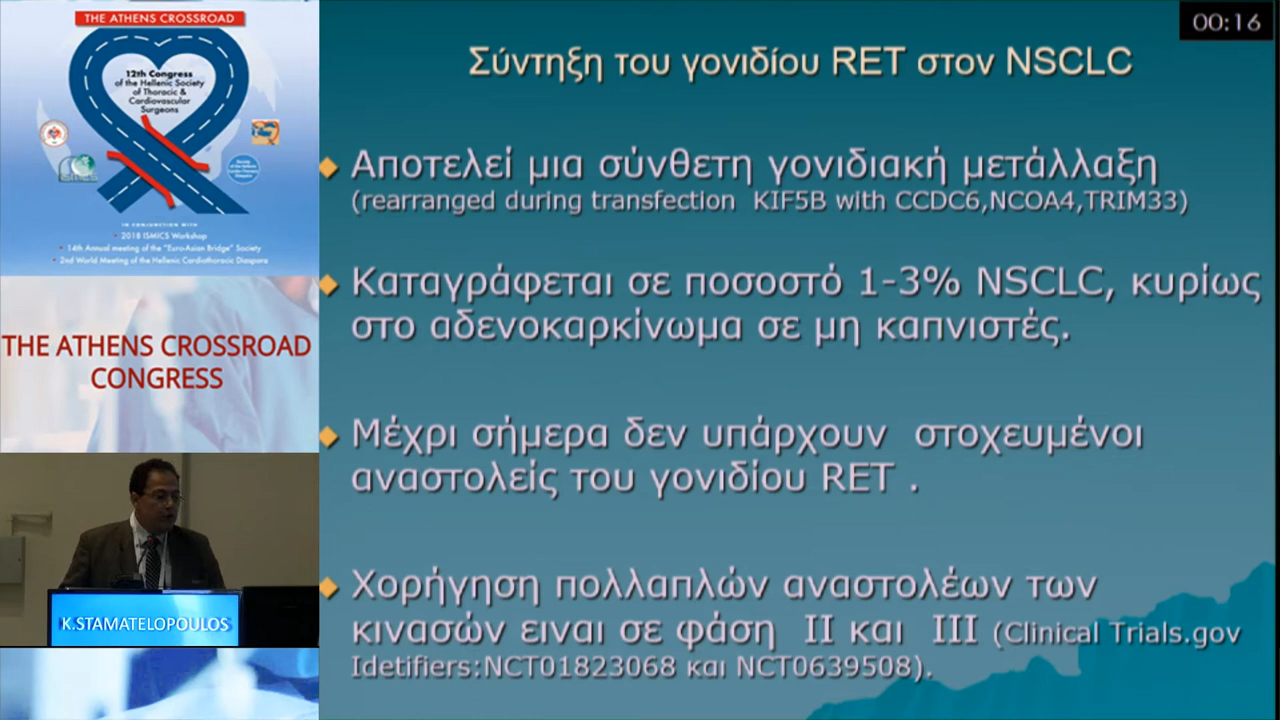 THE ATHENS CROSSROAD
12th Congress
of the Hellenic Society
of Thoracic &
Cardiovascular
Surgeons
ISMICS
IN CONJUNCTION WITH
• 2018 ISMICS Workshop
• 14th Annual meeting of the "Euro-Asian Bridge" Society
• 2nd World Meeting of the Hellenic Cardiothoracic Diaspora
THE ATHENS CROSSROAD
CONGRESS
K.STAMATELOPOULOS
00:16
Σύντηξη του γονιδίου RET στον NSCLC
Αποτελεί μια σύνθετη γονιδιακή μετάλλαξη
(rearranged during transfection KIF5B with CCDC6,NCOA4,TRIM33)
Καταγράφεται σε ποσοστό 1-3% NSCLC, κυρίως
στο αδενοκαρκίνωμα σε μη καπνιστές.
Μέχρι σήμερα δεν υπάρχουν στοχευμένοι
αναστολείς του γονιδίου RET .
Χορήγηση πολλαπλών αναστολέων των
κινασών ειναι σε φάση II και III (Clinical Trials.gov
Idetifiers:NCT01823068 και NCT0639508).